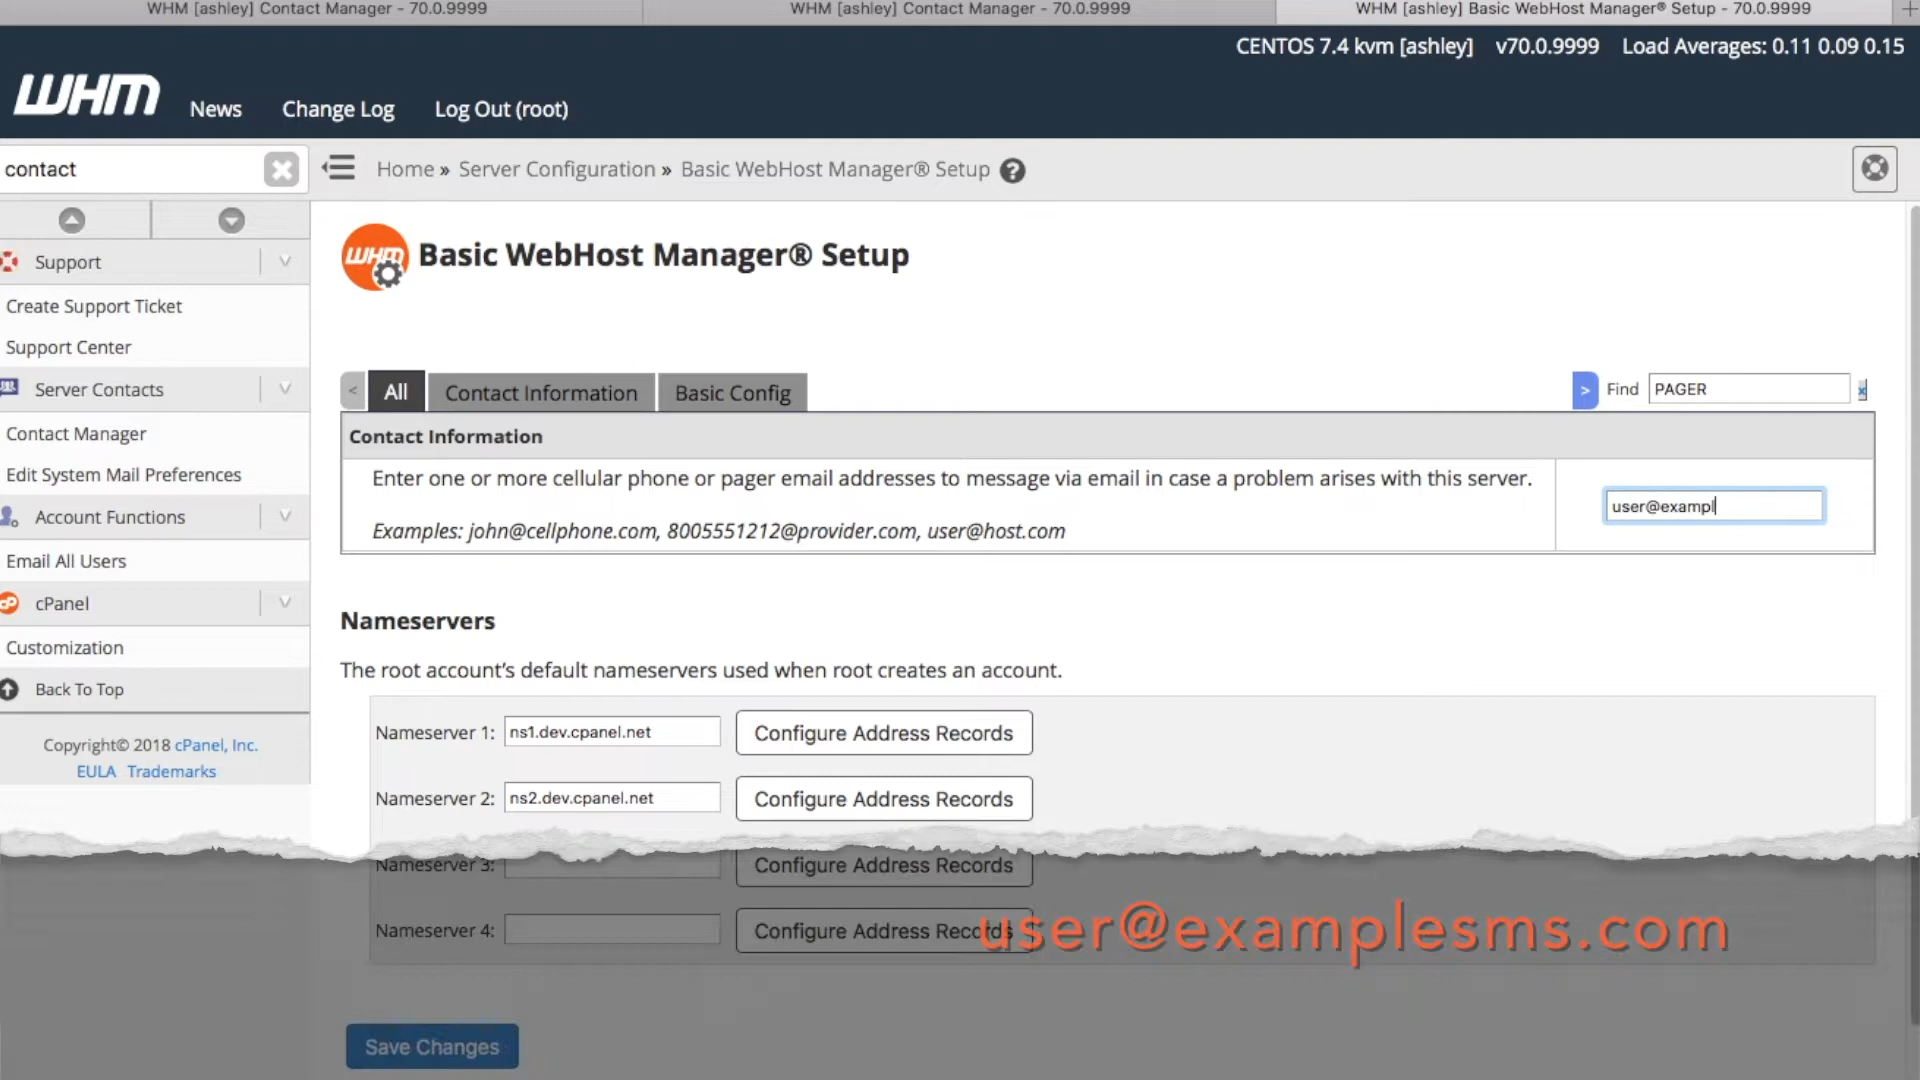 WHM [ashley] Contact Manager - 70.0.9999
WHM [ashley] Contact Manager - 70.0.9999
WHM [ashley] Basic WebHost Manager® Setup - 70.0.9999
CENTOS 7.4 kvm [ashley] v70.0.9999 Load Averages: 0.11 0.09 0.15
WHM News Change Log Log Out (root)
contact
Home » Server Configuration » Basic WebHost Manager® Setup ?
Support
Create Support Ticket
Support Center
Server Contacts
Contact Manager
Edit System Mail Preferences
Account Functions
Email All Users
cPanel
Customization
Back To Top
Copyright© 2018 cPanel, Inc.
EULA Trademarks
WHM Basic WebHost Manager® Setup
< All Contact Information Basic Config > Find PAGER x
Contact Information
Enter one or more cellular phone or pager email addresses to message via email in case a problem arises with this server.
user@exampl
Examples: john@cellphone.com, 8005551212@provider.com, user@host.com
Nameservers
The root account's default nameservers used when root creates an account.
Nameserver 1: ns1.dev.cpanel.net Configure Address Records
Nameserver 2: ns2.dev.cpanel.net Configure Address Records
Nameserver 3: Configure Address Records
Nameserver 4: Configure Address Records
user@examplesms.com
Save Changes